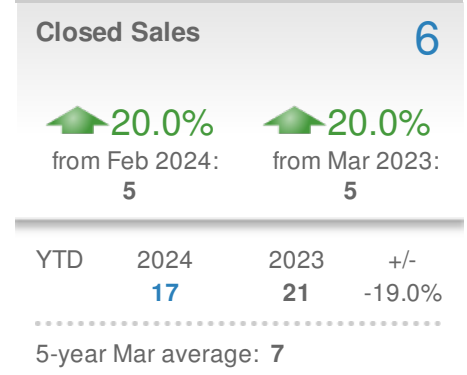 Closed Sales 6
20.0% 20.0%
from Feb 2024: from Mar 2023:
5 5
YTD 2024 2023 +/-
17 21 -19.0%
5-year Mar average: 7